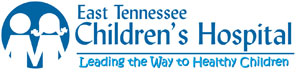 East Tennessee
Children's Hospital
Leading the Way to Healthy Children